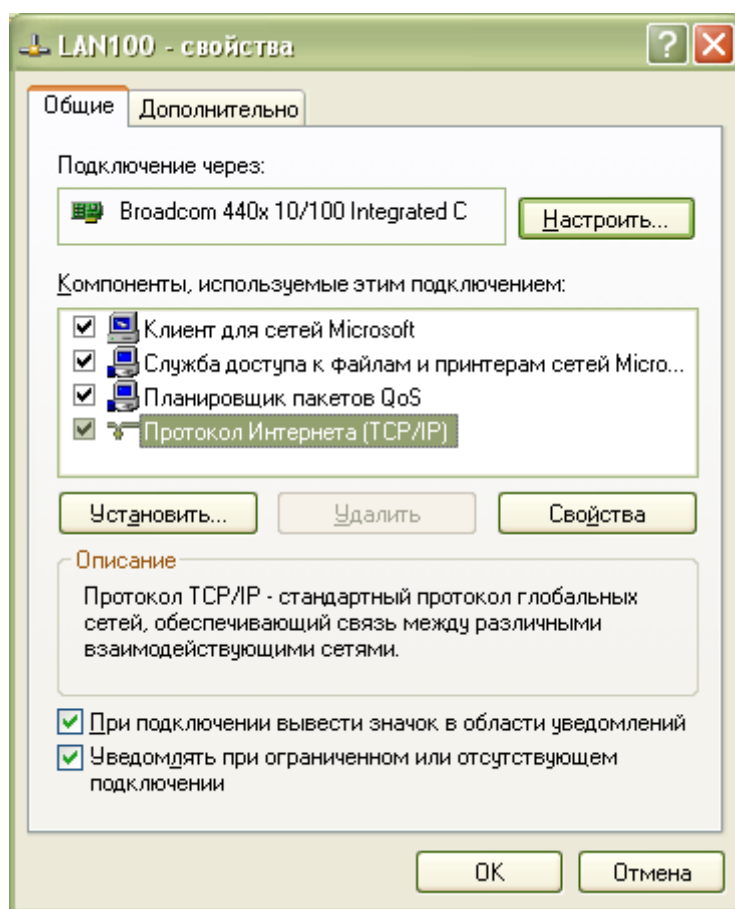 LAN100 - свойства
Общие
Дополнительно
Подключение через:
Broadcom 440x 10/100 Integrated C
Настроить...
Компоненты, используемые этим подключением:
Клиент для сетей Microsoft
Служба доступа к файлам и принтерам сетей Micro...
Планировщик пакетов QoS
Протокол Интернета (TCP/IP)
Установить...
Удалить
Свойства
Описание
Протокол TCP/IP - стандартный протокол глобальных
сетей, обеспечивающий связь между различными
взаимодействующими сетями.
При подключении вывести значок в области уведомлений
Уведомлять при ограниченном или отсутствующем
подключении
OK
Отмена